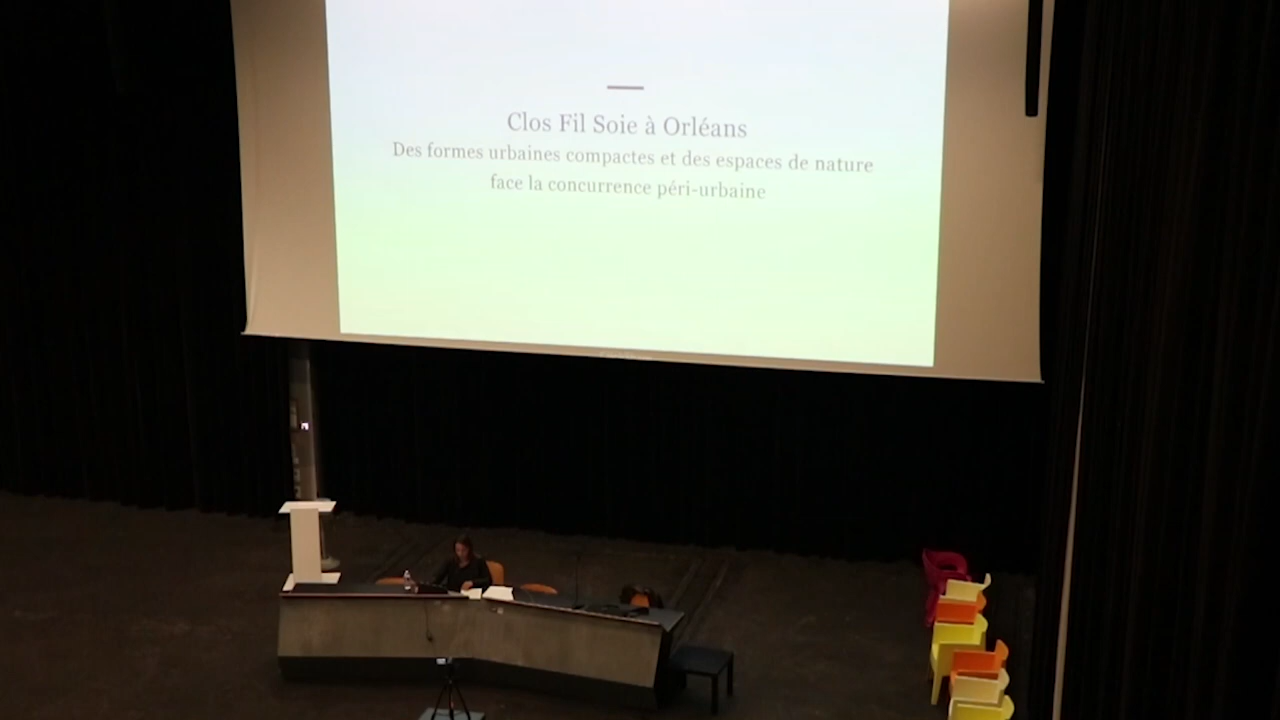 Clos Fil Soie à Orléans
Des formes urbaines compactes et des espaces de nature
face la concurrence péri-urbaine